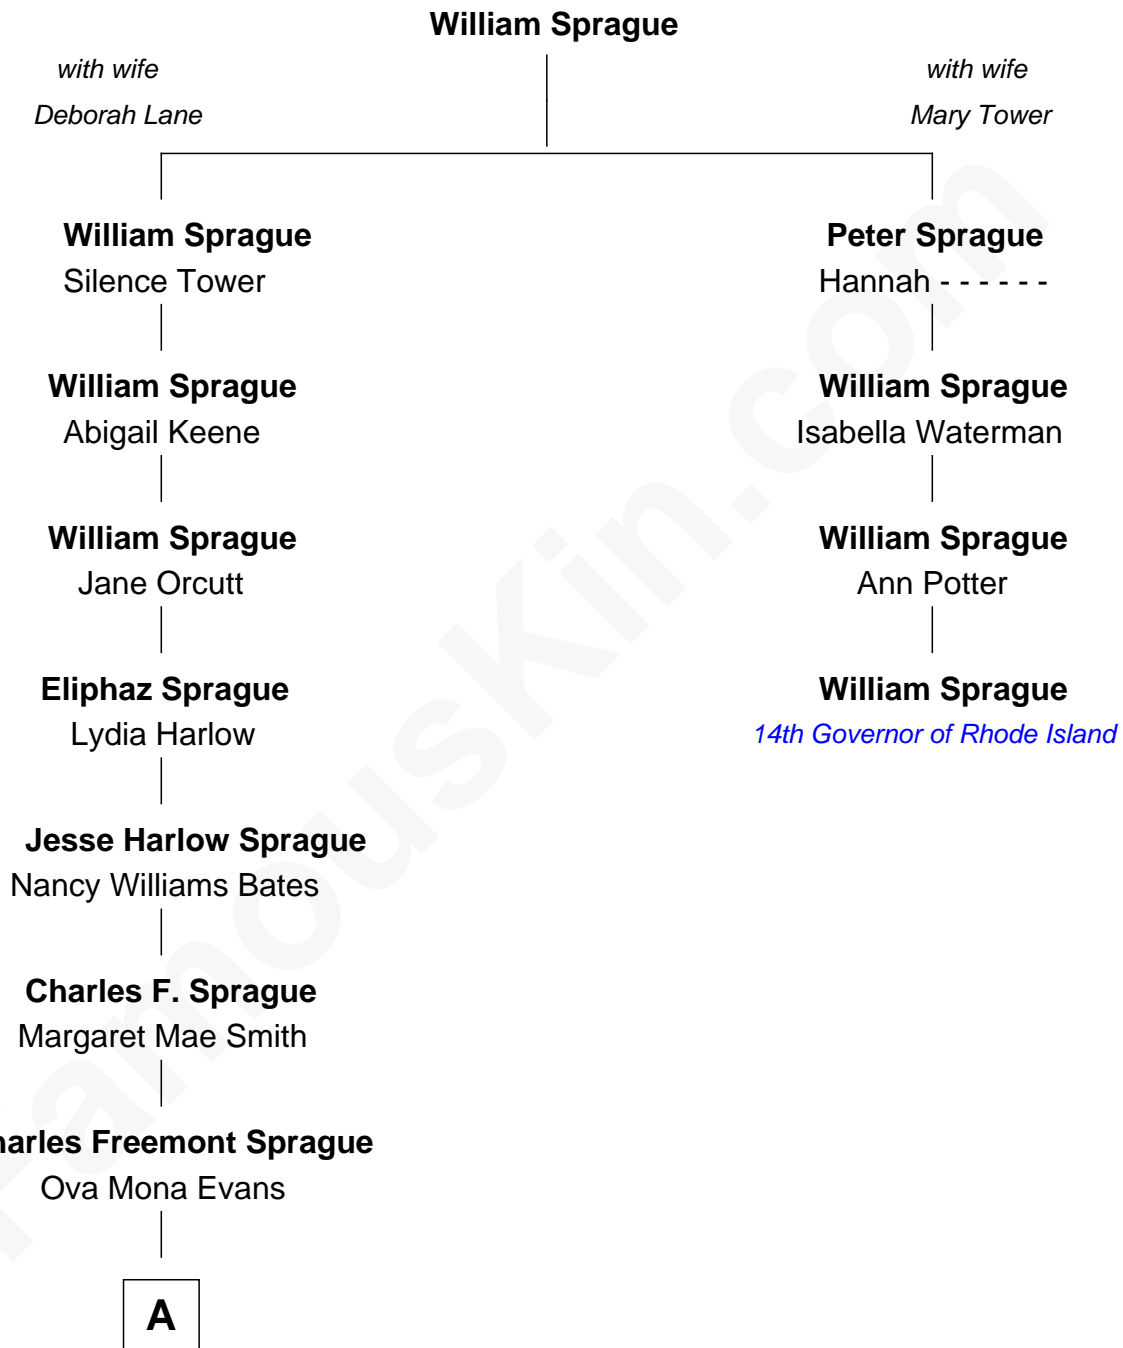 William Sprague
with wife
Deborah Lane
with wife
Mary Tower
William Sprague
Silence Tower
Peter Sprague
Hannah - - - - - -
William Sprague
Abigail Keene
William Sprague
Isabella Waterman
William Sprague
Jane Orcutt
William Sprague
Ann Potter
Eliphaz Sprague
Lydia Harlow
William Sprague
14th Governor of Rhode Island
Jesse Harlow Sprague
Nancy Williams Bates
Charles F. Sprague
Margaret Mae Smith
harles Freemont Sprague
Ova Mona Evans
A
FamousKin.com